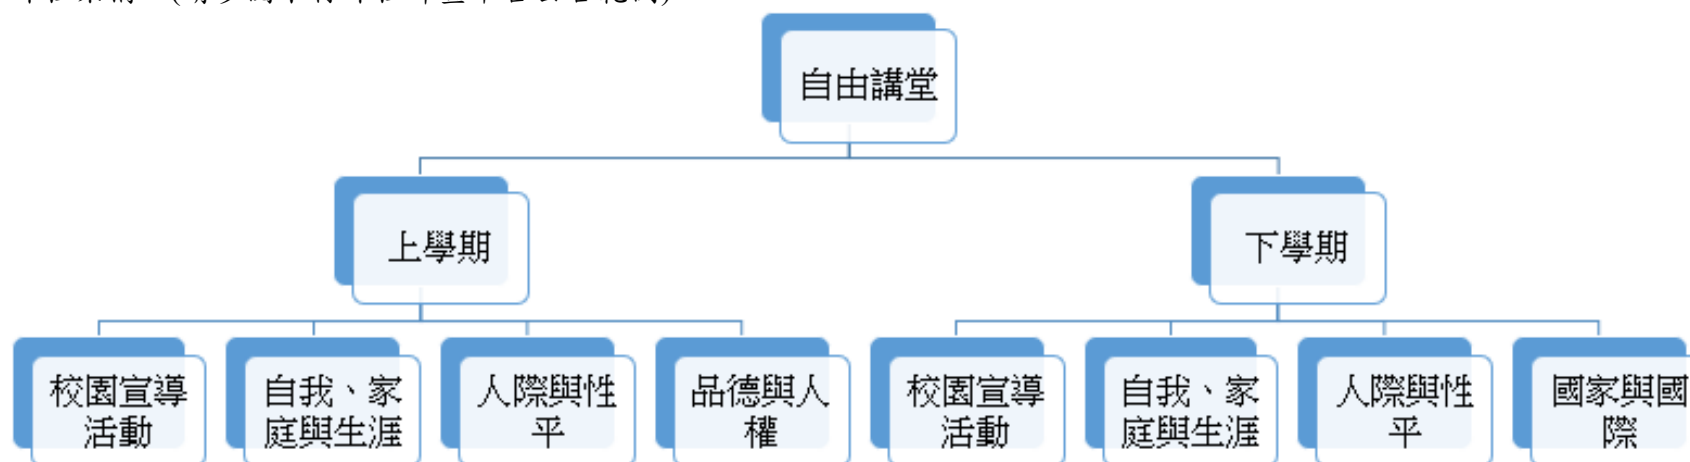 自由講堂
上學期
下學期
校園宣導
活動
自我、家
庭與生涯
人際與性
平
品德與人
權
校園宣導
活動
自我、家
庭與生涯
人際與性
平
國家與國
際